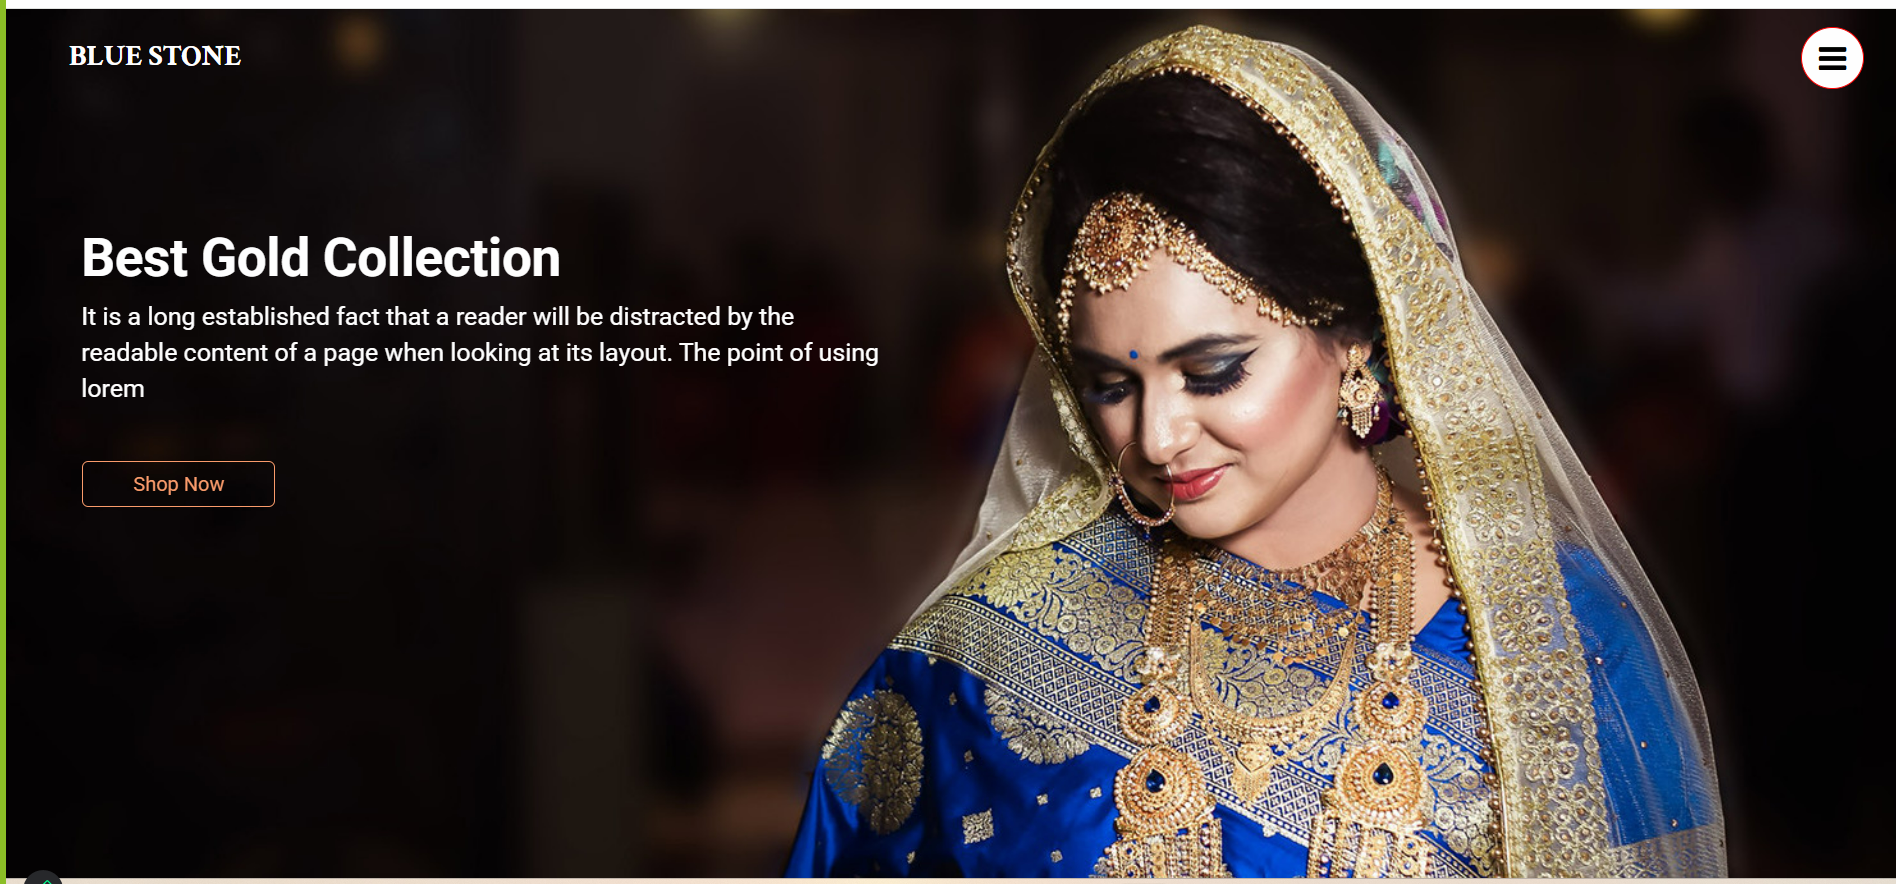 BLUE STONE
Best Gold Collection
It is a long established fact that a reader will be distracted by the
readable content of a page when looking at its layout. The point of using
lorem
Shop Now